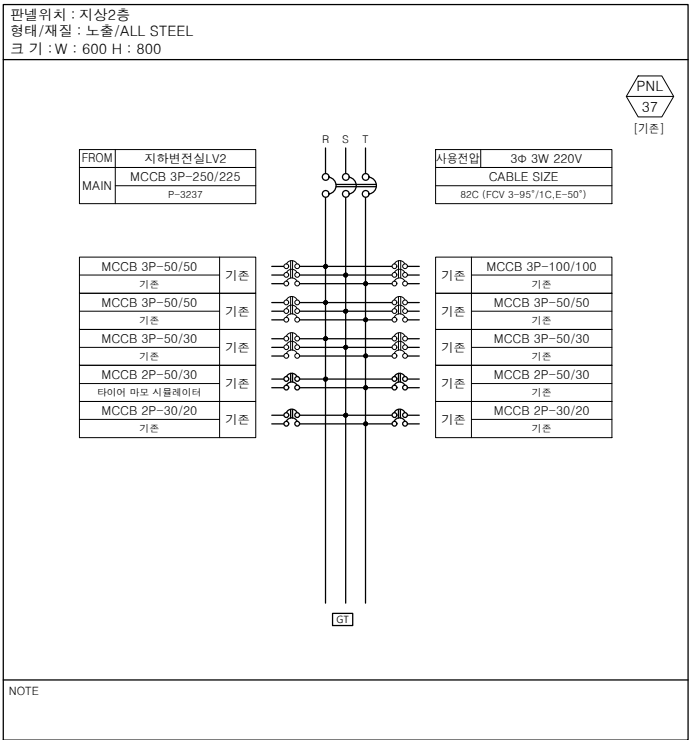 판넬위치 : 지상2층
형태/재질 : 노출/ALL STEEL
크 기 : W : 600 H : 800
PNL
37
[기존]
R S T
FROM 지하변전실LV2
MAIN MCCB 3P-250/225
P-3237
사용전압 3Φ 3W 220V
CABLE SIZE
82C (FCV 3-95°/1C,E-50°)
MCCB 3P-50/50 기존
기존
MCCB 3P-50/50 기존
기존
MCCB 3P-50/30 기존
기존
MCCB 2P-50/30 기존
타이어 마모 시뮬레이터
MCCB 2P-30/20 기존
기존
기존 MCCB 3P-100/100
기존
기존 MCCB 3P-50/50
기존
기존 MCCB 3P-50/30
기존
기존 MCCB 2P-50/30
기존
기존 MCCB 2P-30/20
기존
GT
NOTE